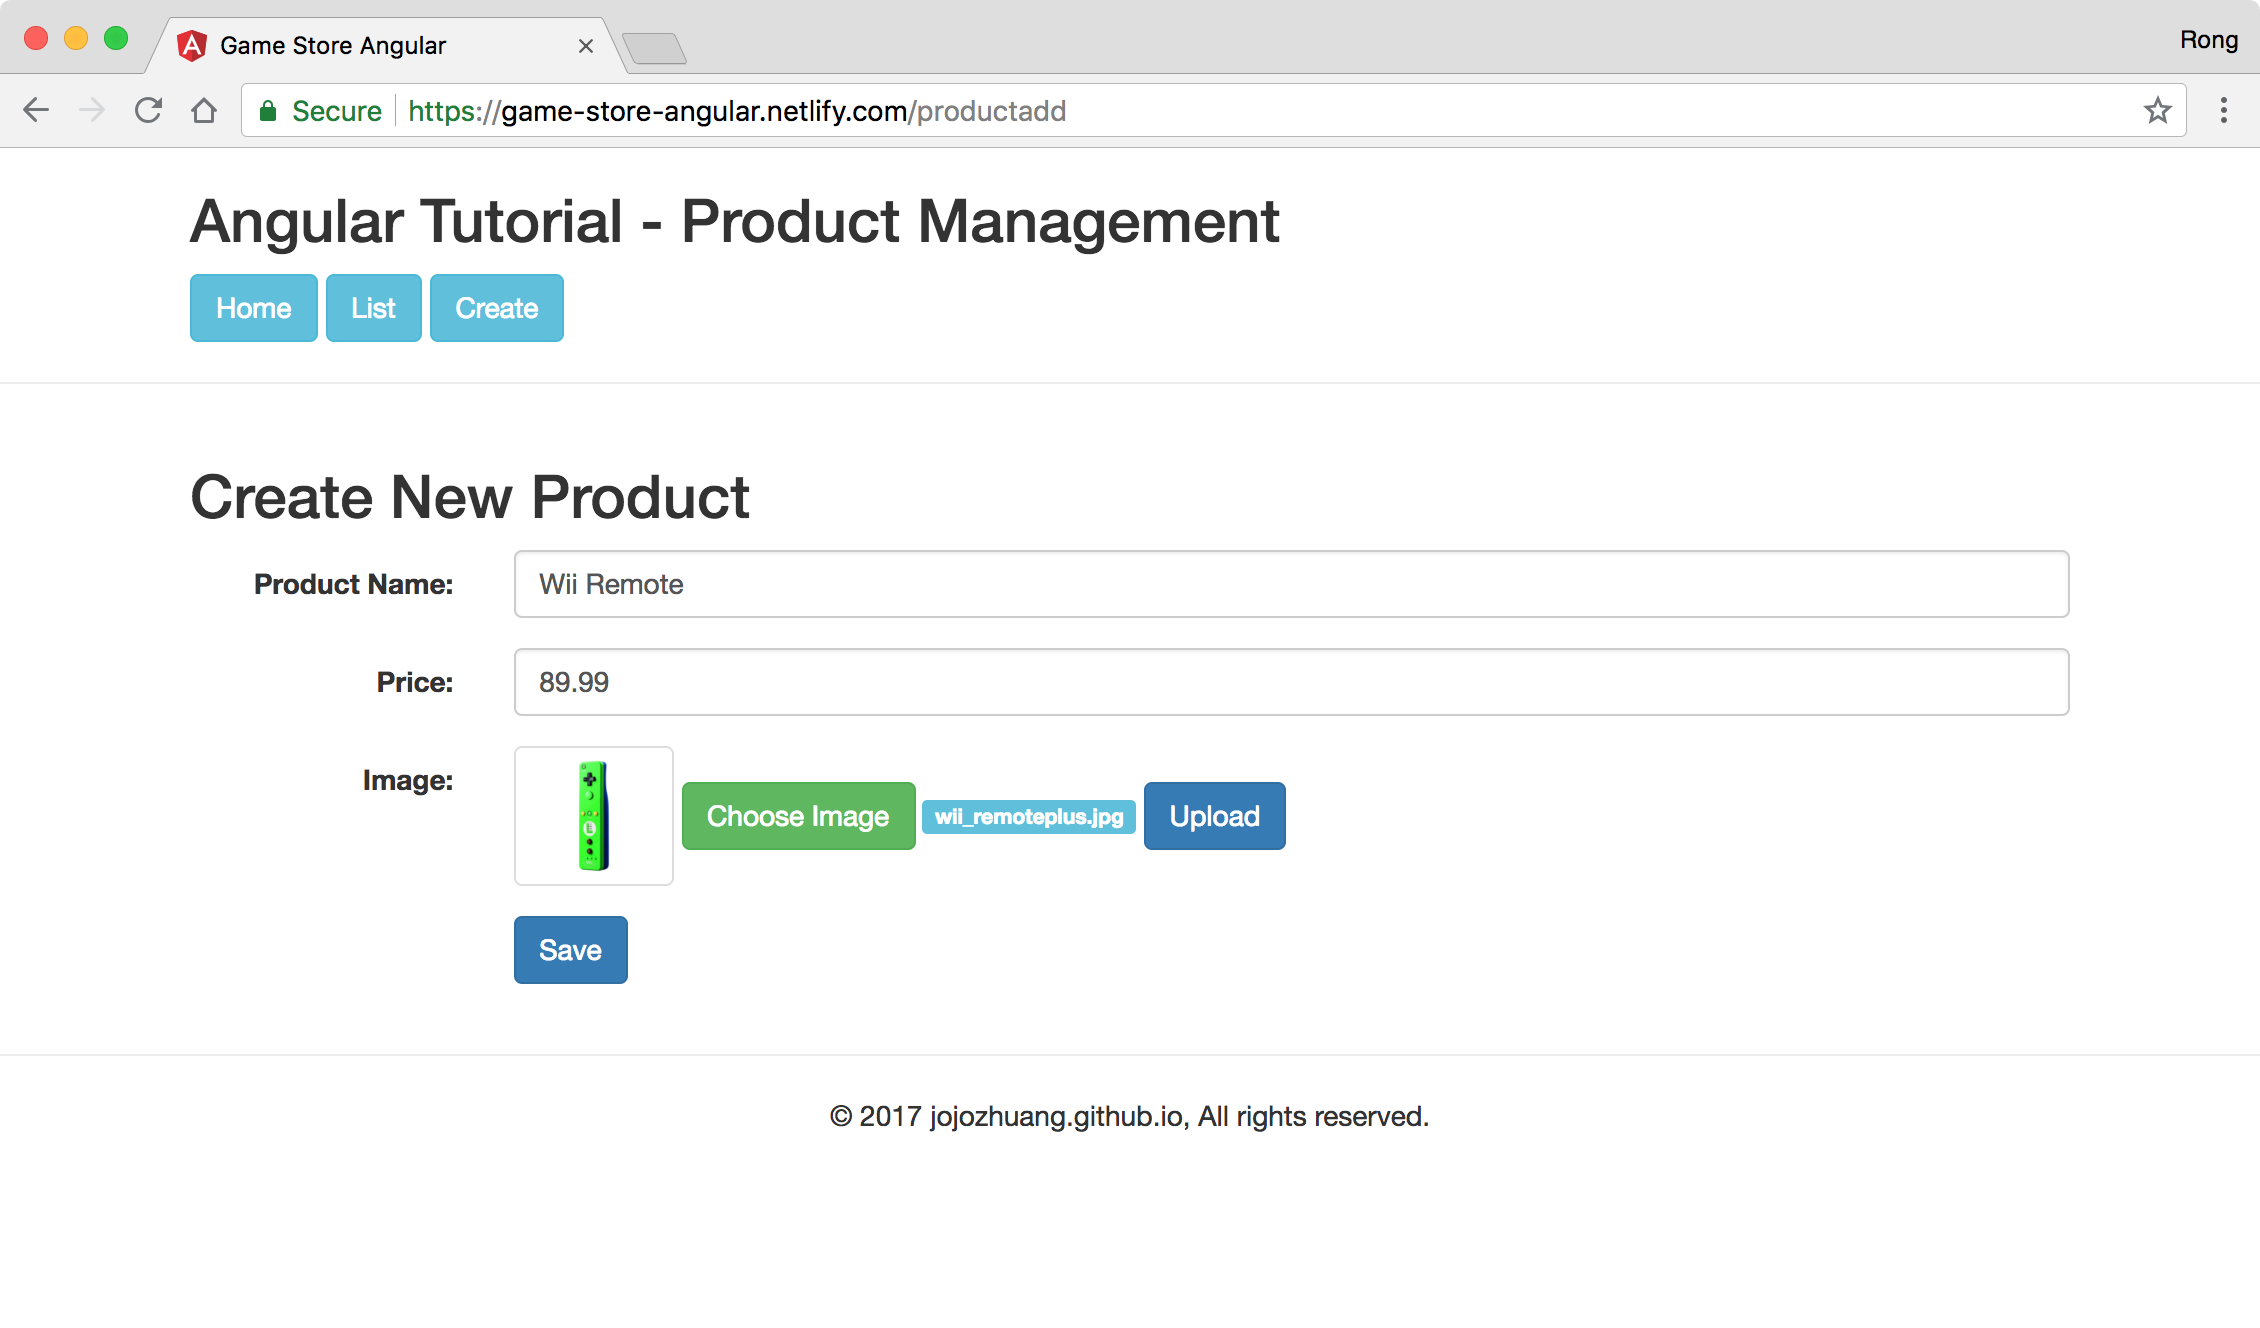 Game Store Angular
Rong
Secure https://game-store-angular.netlify.com/productadd
Angular Tutorial - Product Management
Home List Create
Create New Product
Product Name: Wii Remote
Price: 89.99
Image: Choose Image wii_remoteplus.jpg Upload
Save
© 2017 jojozhuang.github.io, All rights reserved.